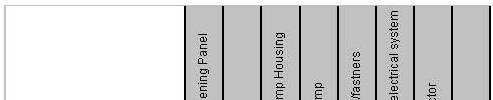 ening Panel
mp Housing
mp
/fastners
electrical system
ctor